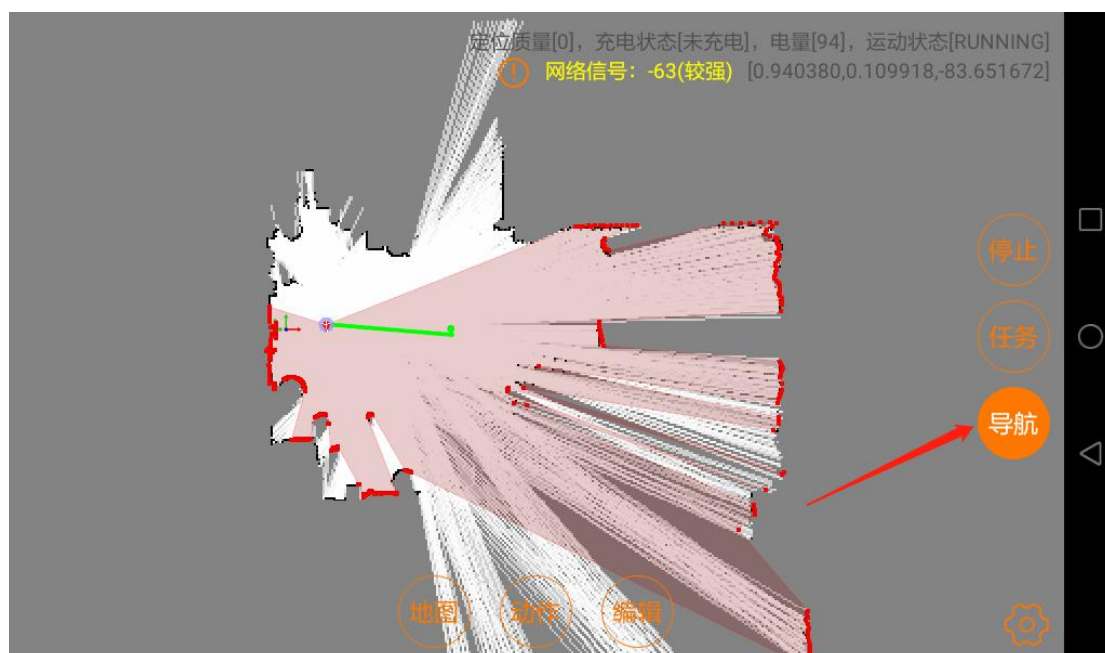 定位质量[0]，充电状态[未充电]，电量[94]，运动状态[RUNNING]
网络信号：-63(较强) [0.940380,0.109918,-83.651672]
停止
任务
导航
地图
动作
编辑